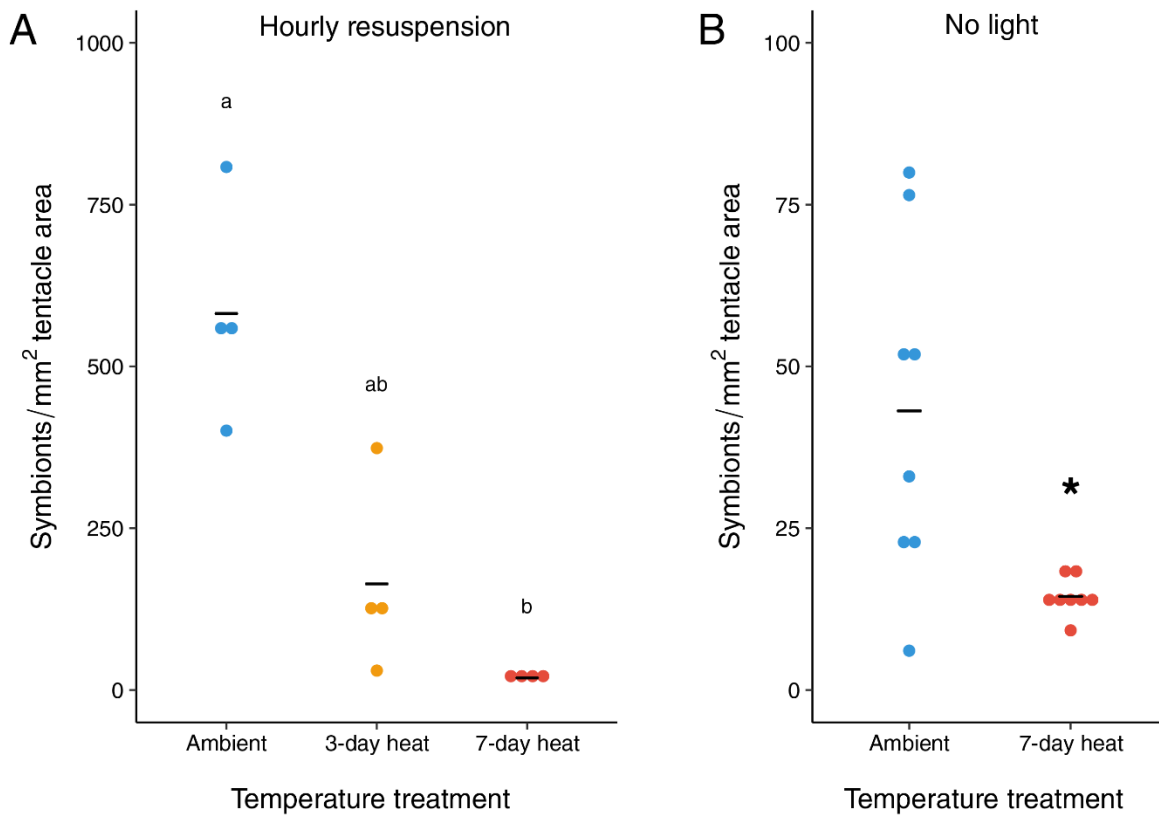 A
Hourly resuspension
Symbionts/mm² tentacle area
1000
750
500
250
0
a
ab
b
Ambient
3-day heat
7-day heat
Temperature treatment
B
No light
Symbionts/mm² tentacle area
100
75
50
25
0
*
Ambient
7-day heat
Temperature treatment